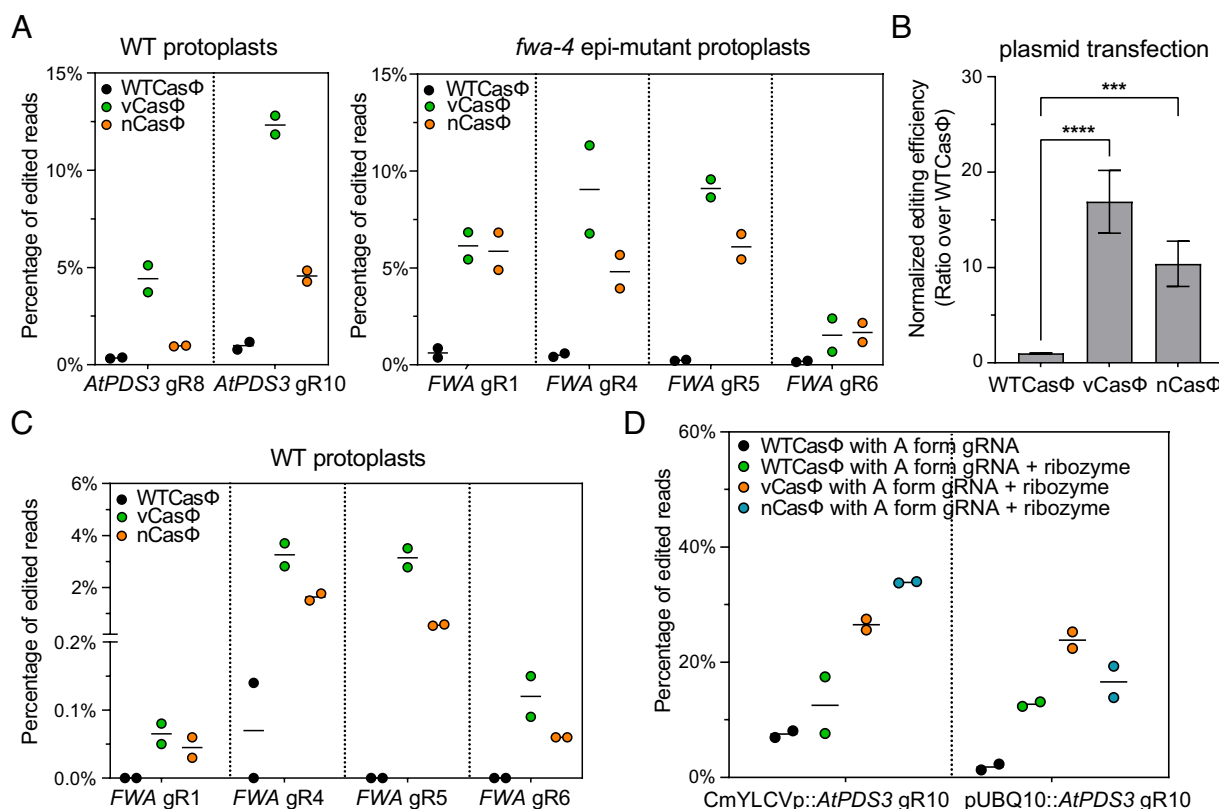 A
WT protoplasts
Percentage of edited reads
15%
10%
5%
0%
WTCasΦ
vCasΦ
nCasΦ
AtPDS3 gR8
AtPDS3 gR10
fwa-4 epi-mutant protoplasts
Percentage of edited reads
15%
10%
5%
0%
WTCasΦ
vCasΦ
nCasΦ
FWA gR1
FWA gR4
FWA gR5
FWA gR6
B
plasmid transfection
Normalized editing efficiency
(Ratio over WTCasΦ)
30
20
10
0
***
****
WTCasΦ
vCasΦ
nCasΦ
C
WT protoplasts
Percentage of edited reads
6%
4%
2%
0.2%
0.1%
0.0%
WTCasΦ
vCasΦ
nCasΦ
FWA gR1
FWA gR4
FWA gR5
FWA gR6
D
Percentage of edited reads
60%
40%
20%
0%
WTCasΦ with A form gRNA
WTCasΦ with A form gRNA + ribozyme
vCasΦ with A form gRNA + ribozyme
nCasΦ with A form gRNA + ribozyme
CmYLCVp::AtPDS3 gR10
pUBQ10::AtPDS3 gR10